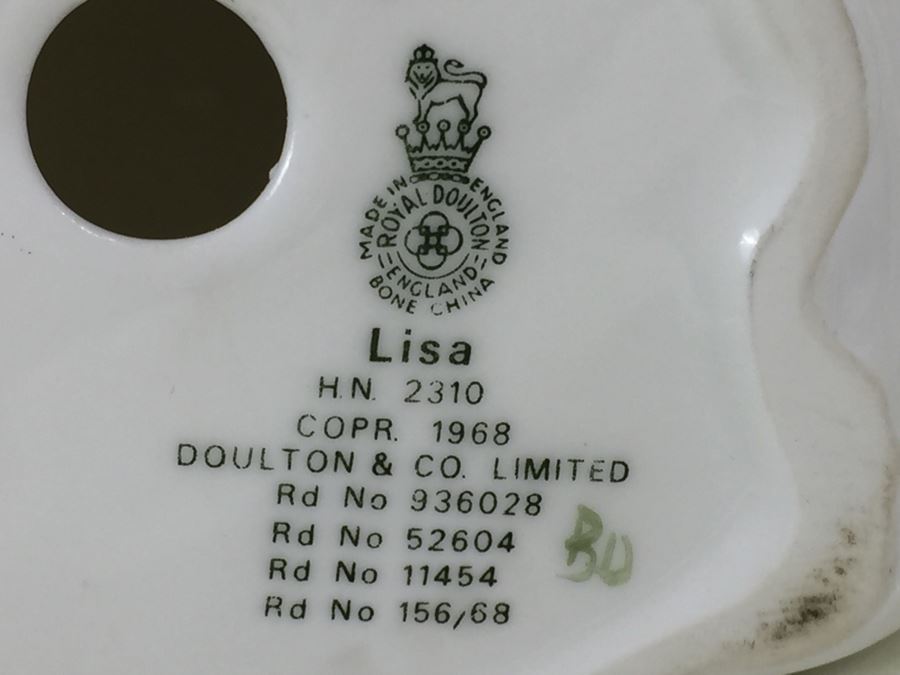 MADE IN ENGLAND
ROYAL DOULTON
ENGLAND
BONE CHINA
Lisa
H.N. 2310
COPR. 1968
DOULTON & CO. LIMITED
Rd No 936028
Rd No 52604
Rd No 11454
Rd No 156/68